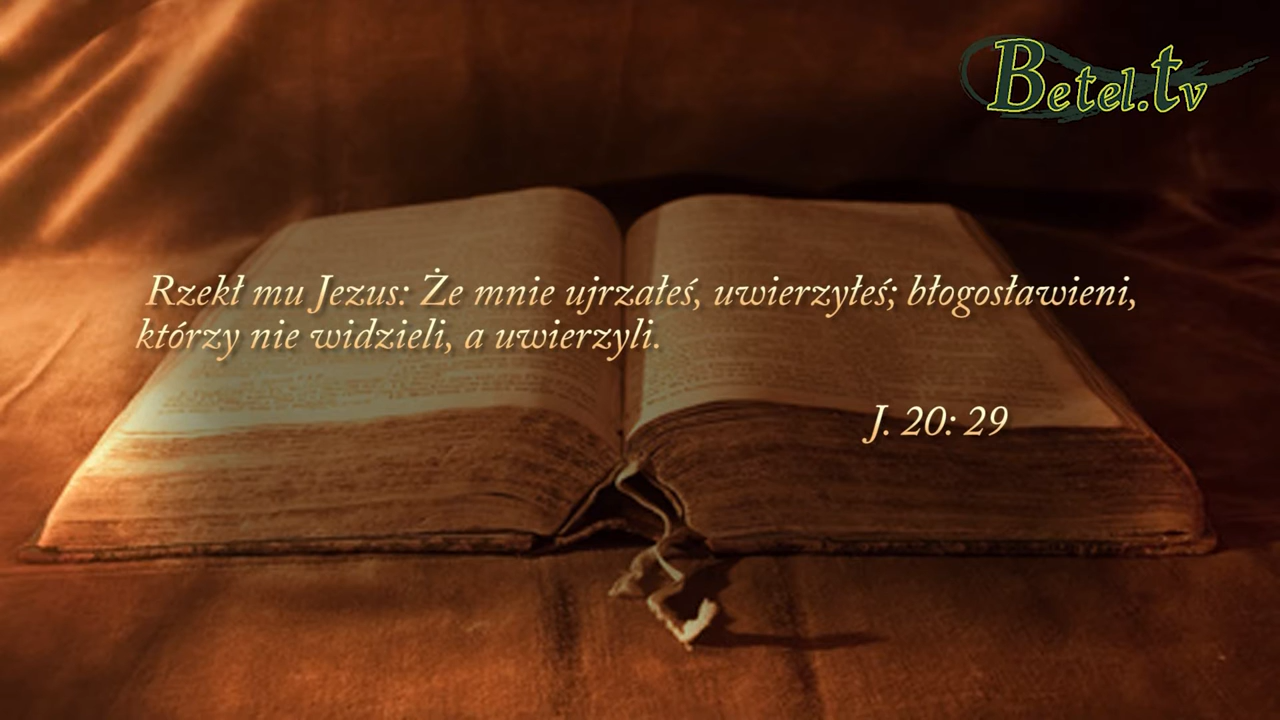 Betel.tv
Rzekł mu Jezus: Że mnie ujrzałeś, uwierzyłeś; błogosławieni,
którzy nie widzieli, a uwierzyli.
J. 20: 29